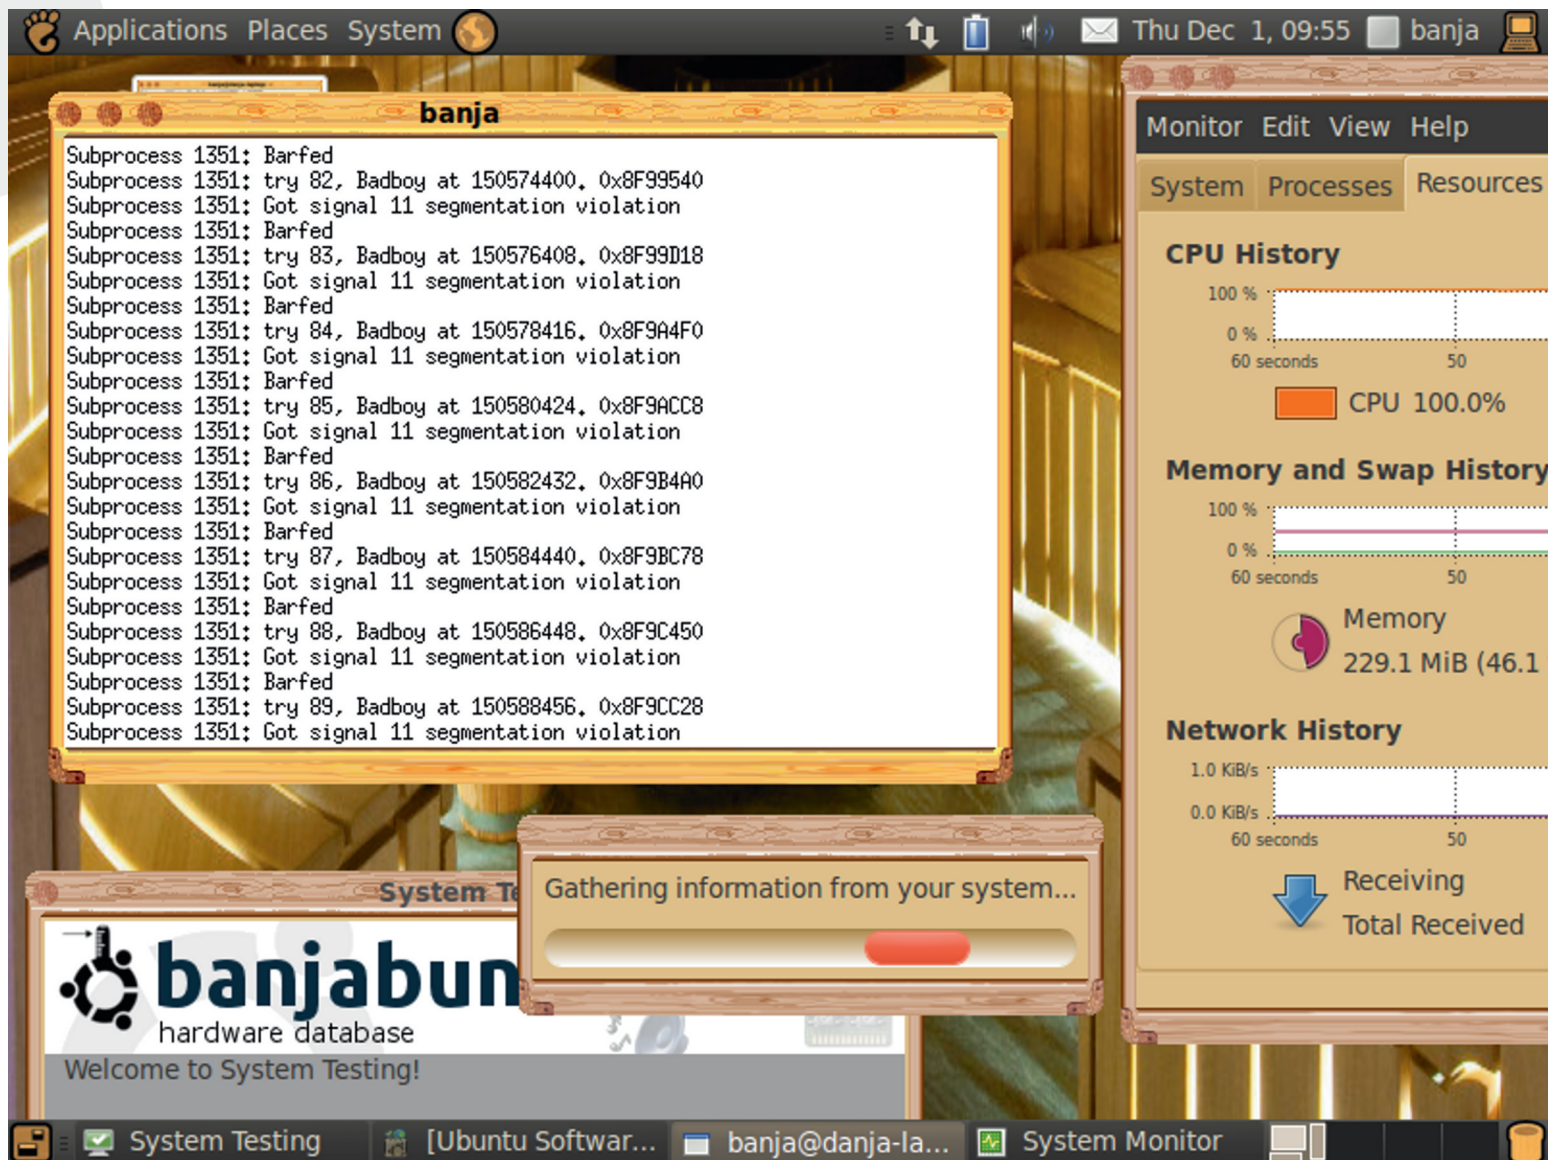 Applications Places System
Thu Dec 1, 09:55 banja
banja
Subprocess 1351: Barfed
Subprocess 1351: try 82, Badboy at 150574400. 0x8F99540
Subprocess 1351: Got signal 11 segmentation violation
Subprocess 1351: Barfed
Subprocess 1351: try 83, Badboy at 150576408. 0x8F99D18
Subprocess 1351: Got signal 11 segmentation violation
Subprocess 1351: Barfed
Subprocess 1351: try 84, Badboy at 150578416. 0x8F9A4F0
Subprocess 1351: Got signal 11 segmentation violation
Subprocess 1351: Barfed
Subprocess 1351: try 85, Badboy at 150580424. 0x8F9ACC8
Subprocess 1351: Got signal 11 segmentation violation
Subprocess 1351: Barfed
Subprocess 1351: try 86, Badboy at 150582432. 0x8F9B4A0
Subprocess 1351: Got signal 11 segmentation violation
Subprocess 1351: Barfed
Subprocess 1351: try 87, Badboy at 150584440. 0x8F9BC78
Subprocess 1351: Got signal 11 segmentation violation
Subprocess 1351: Barfed
Subprocess 1351: try 88, Badboy at 150586448. 0x8F9C450
Subprocess 1351: Got signal 11 segmentation violation
Subprocess 1351: Barfed
Subprocess 1351: try 89, Badboy at 150588456. 0x8F9CC28
Subprocess 1351: Got signal 11 segmentation violation
Monitor Edit View Help
System Processes Resources
CPU History
100 %
0 %
60 seconds 50
CPU 100.0%
Memory and Swap History
100 %
0 %
60 seconds 50
Memory
229.1 MiB (46.1
Network History
1.0 KiB/s
0.0 KiB/s
60 seconds 50
Receiving
Total Received
Gathering information from your system...
System Te
banjabun
hardware database
Welcome to System Testing!
System Testing
[Ubuntu Softwar...
banja@danja-la...
System Monitor